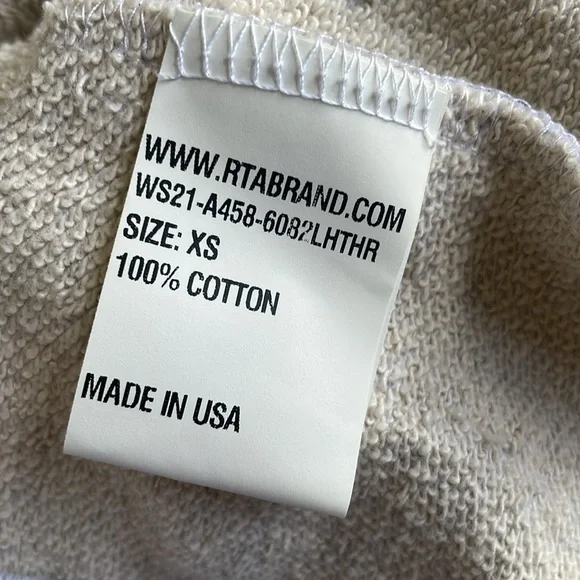 WWW.RTABRAND.COM
WS21-A458-6082LHTHR
SIZE: XS
100% COTTON
MADE IN USA